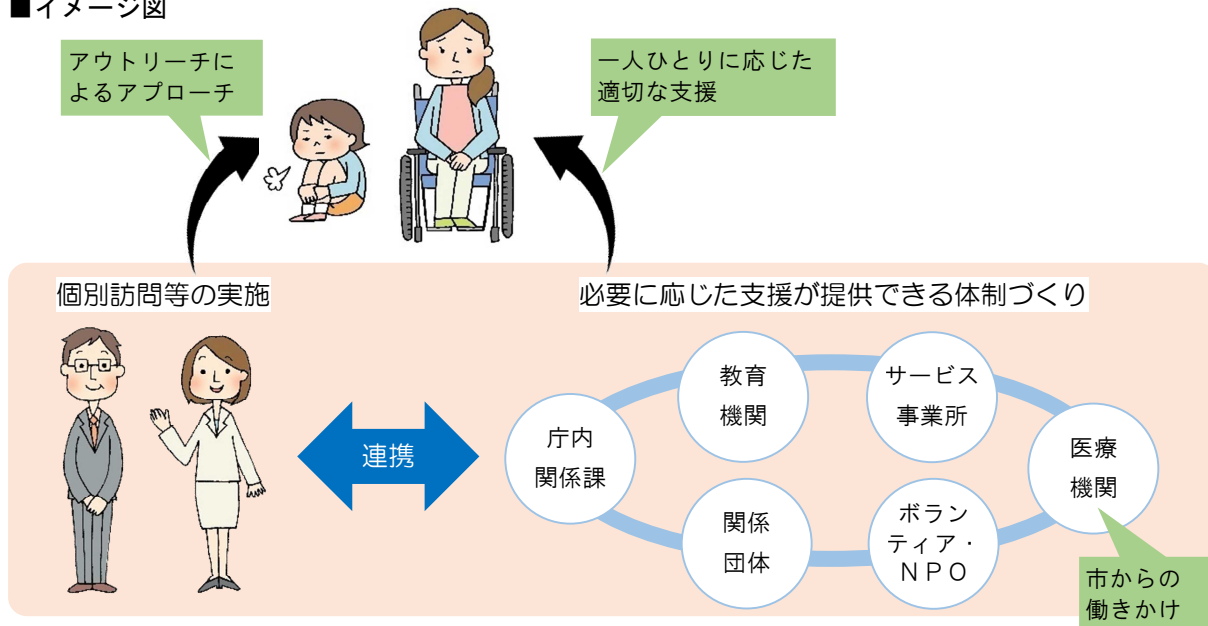 ■イメージ図
アウトリーチに
よるアプローチ
一人ひとりに応じた
適切な支援
個別訪問等の実施
必要に応じた支援が提供できる体制づくり
連携
庁内
関係課
教育
機関
サービス
事業所
医療
機関
関係
団体
ボラン
ティア・
ＮＰＯ
市からの
働きかけ